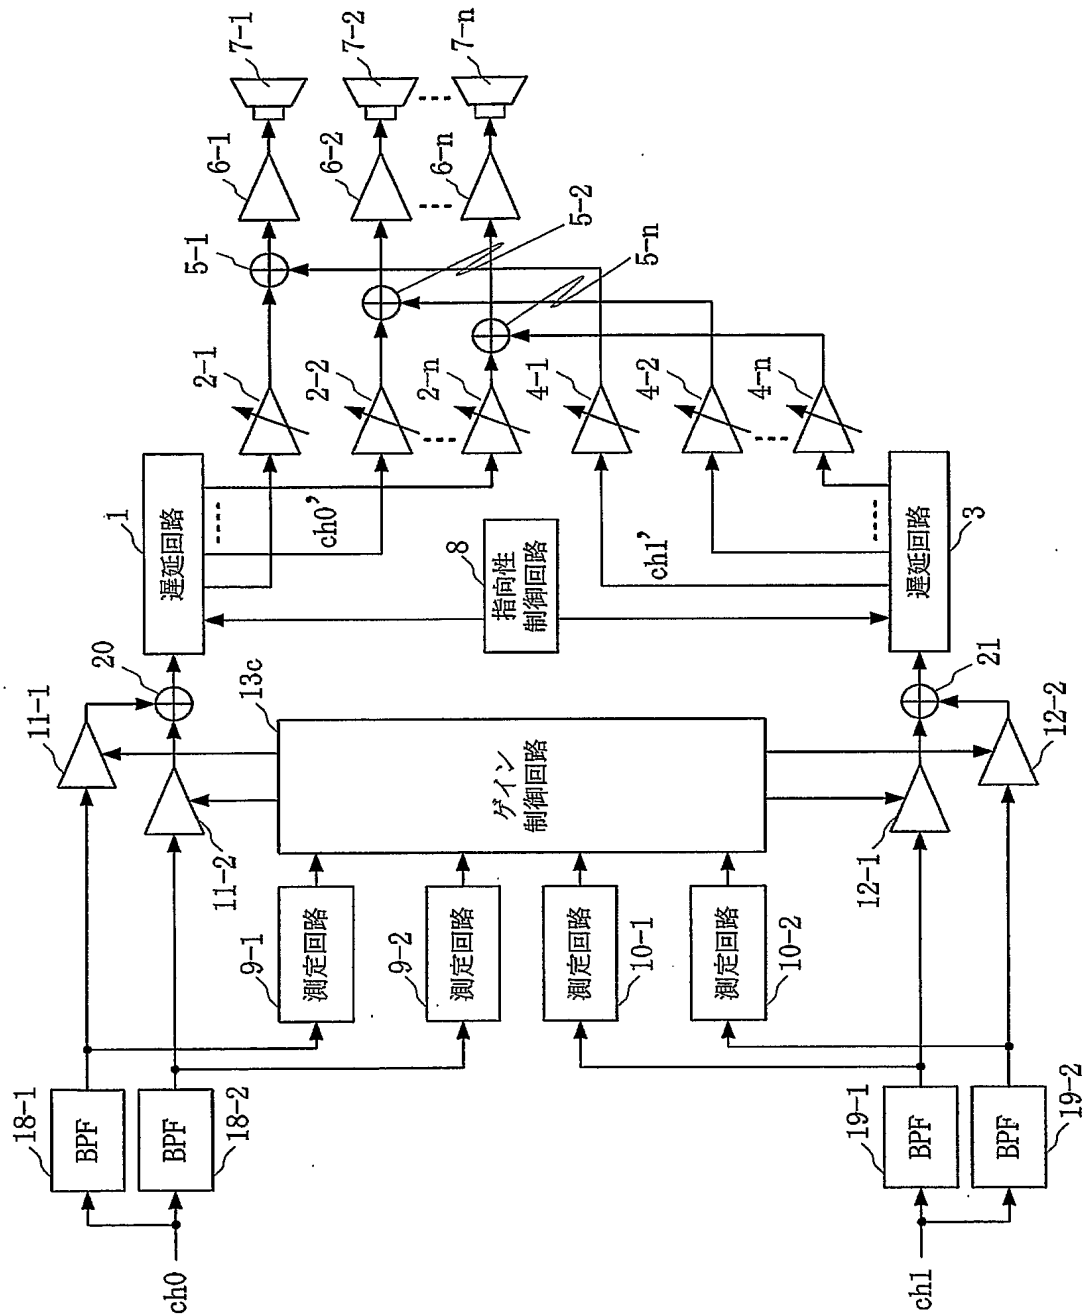 7-1
7-2
7-n
6-1
6-2
6-n
5-1
5-2
5-n
2-1
2-2
2-n
4-1
4-2
4-n
1
遅延回路
ch0'
8
指向性
制御回路
ch1'
3
遅延回路
20
21
11-1
11-2
13c
ゲイン
制御回路
12-1
12-2
9-1
測定回路
9-2
測定回路
10-1
測定回路
10-2
測定回路
18-1
BPF
18-2
BPF
19-1
BPF
19-2
BPF
ch0
ch1